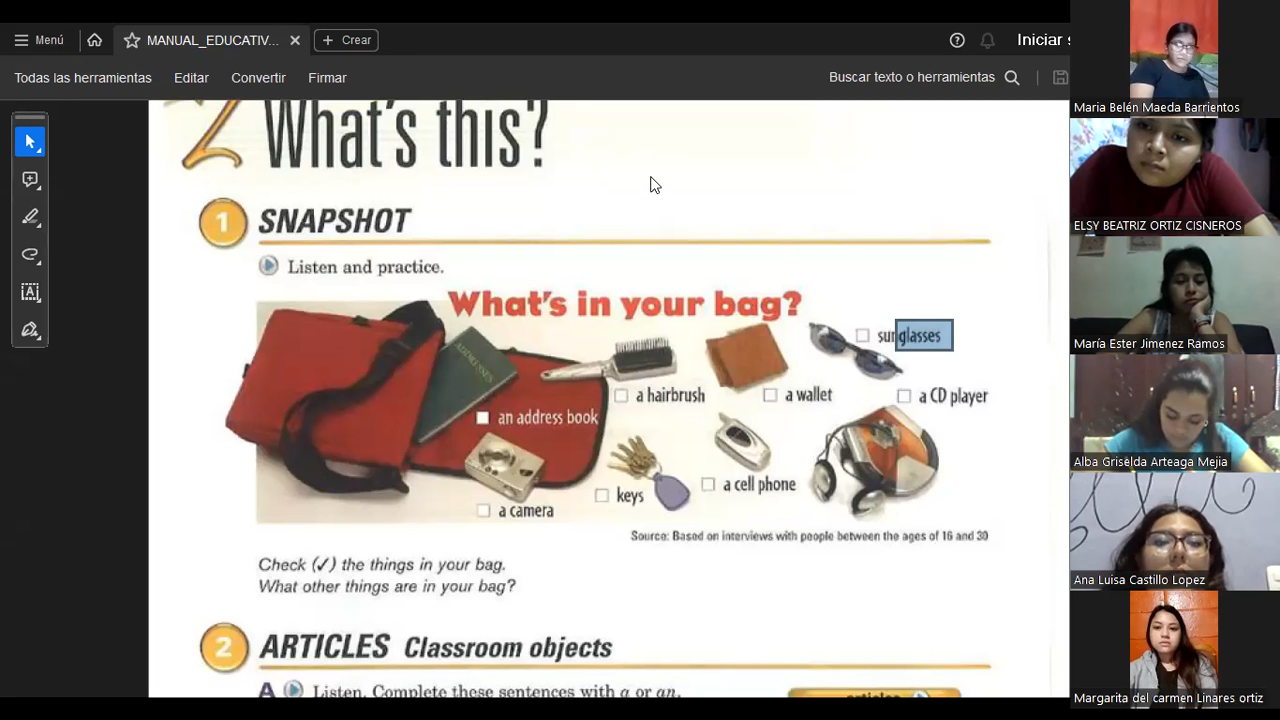 Menú
MANUAL_EDUCATIV...
Crear
Iniciar s
Todas las herramientas
Editar
Convertir
Firmar
Buscar texto o herramientas
2 What's this?
1 SNAPSHOT
Listen and practice.
What's in your bag?
ADDRESSES
sunglasses
a hairbrush
a wallet
a CD player
an address book
a cell phone
keys
a camera
Source: Based on interviews with people between the ages of 16 and 30
Check (✓) the things in your bag.
What other things are in your bag?
2 ARTICLES Classroom objects
A Listen. Complete these sentences with a or an.
articles
Maria Belén Maeda Barrientos
ELSY BEATRIZ ORTIZ CISNEROS
María Ester Jimenez Ramos
Alba Griselda Arteaga Mejia
Ana Luisa Castillo Lopez
Margarita del carmen Linares ortiz